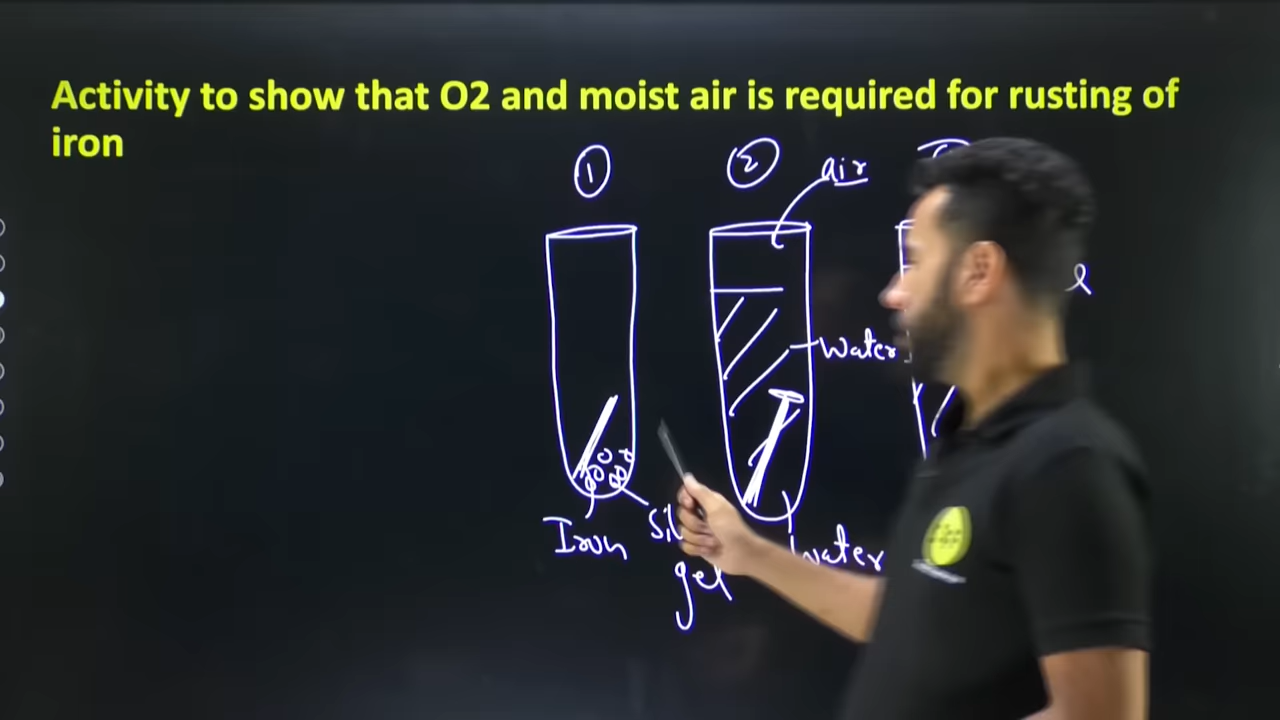 Activity to show that O2 and moist air is required for rusting of
iron
1
2
air
Water
Iron
gel
Water